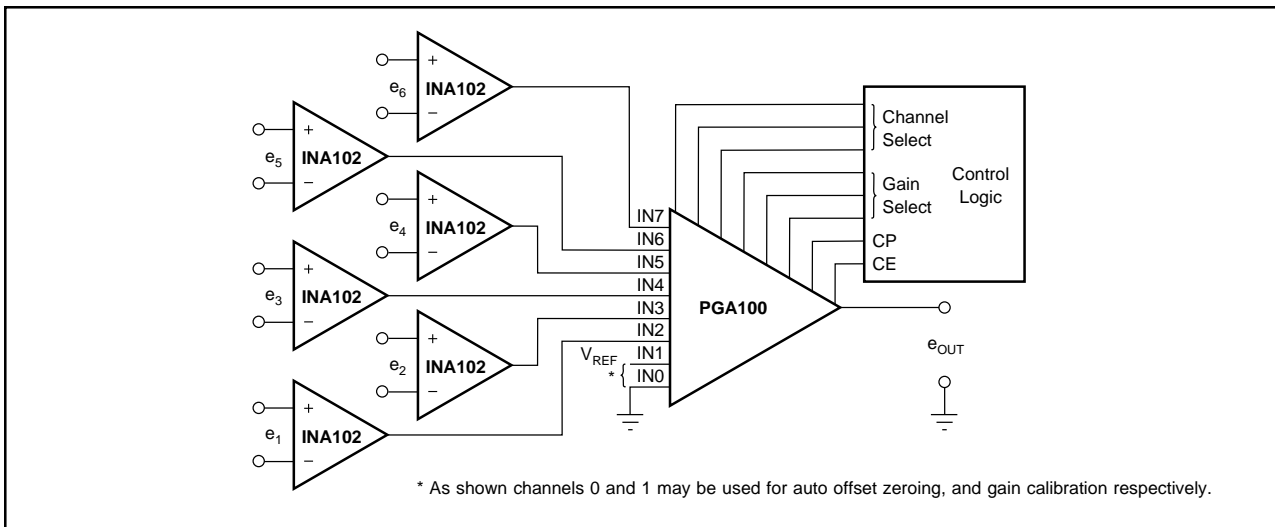 +
e6
−
INA102
+
e5
−
INA102
+
e4
−
INA102
+
e3
−
INA102
+
e2
−
INA102
+
e1
−
INA102
IN7
IN6
IN5
IN4
IN3
IN2
IN1
IN0
VREF
*
PGA100
Channel
Select
Gain
Select
CP
CE
Control
Logic
eOUT
* As shown channels 0 and 1 may be used for auto offset zeroing, and gain calibration respectively.